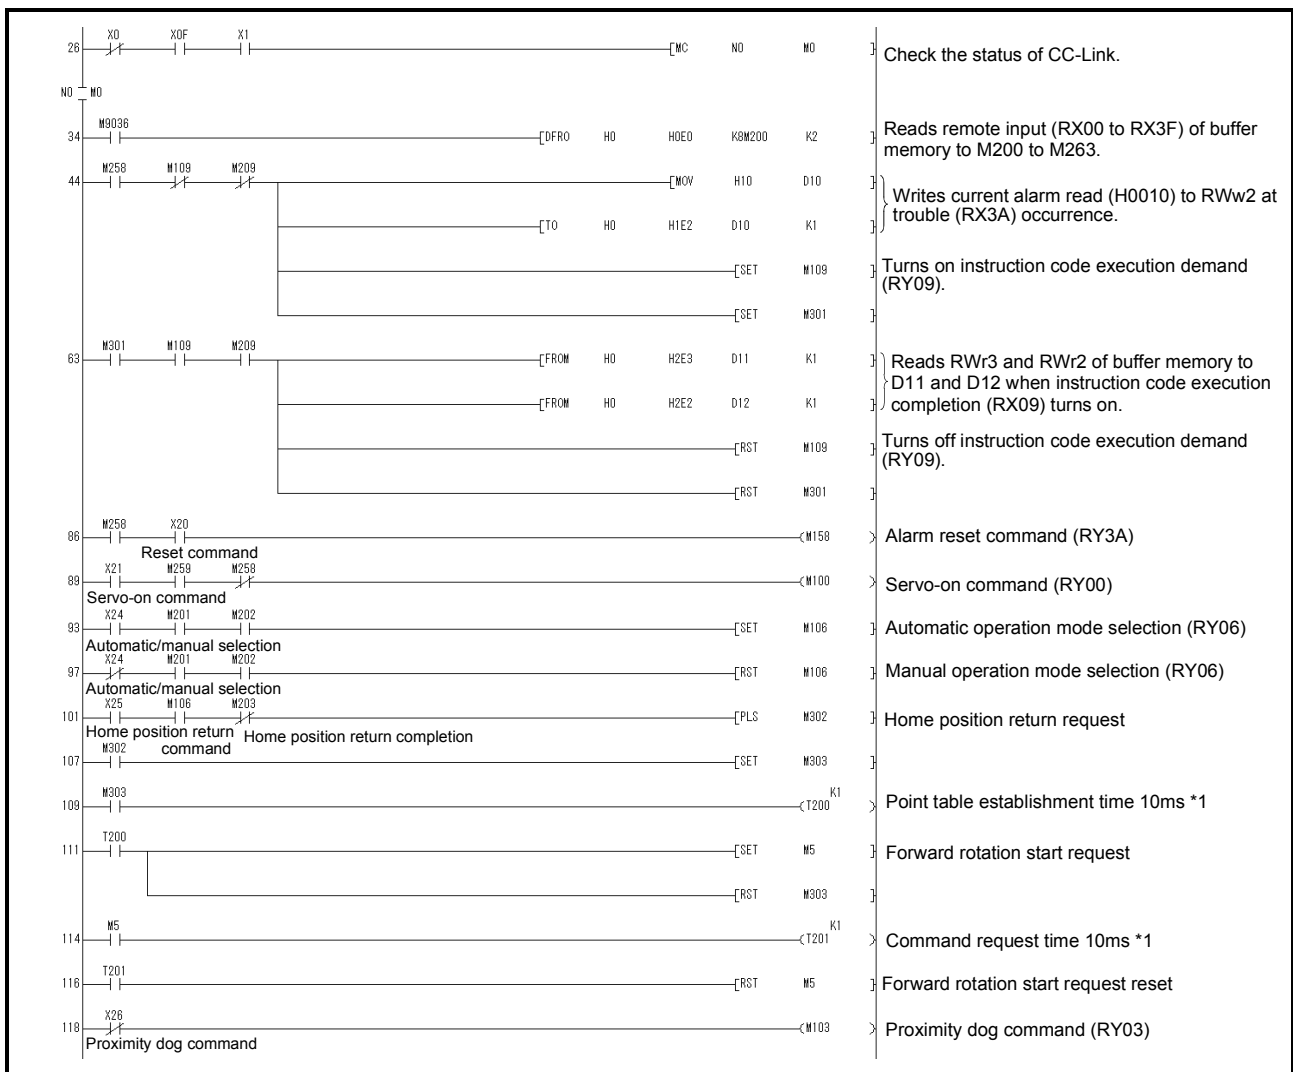 X0 X0F X1
26 [MC N0 M0 ] Check the status of CC-Link.
N0 M0
M9036
34 [DFRO H0 H0E0 K8M200 K2 ] Reads remote input (RX00 to RX3F) of buffer
memory to M200 to M263.
M258 M109 M209
44 [MOV H10 D10 ] Writes current alarm read (H0010) to RWw2 at
trouble (RX3A) occurrence.
[TO H0 H1E2 D10 K1 ]
[SET M109 ] Turns on instruction code execution demand
(RY09).
[SET M301 ]
M301 M109 M209
63 [FROM H0 H2E3 D11 K1 ] Reads RWr3 and RWr2 of buffer memory to
D11 and D12 when instruction code execution
[FROM H0 H2E2 D12 K1 ] completion (RX09) turns on.
[RST M109 ] Turns off instruction code execution demand
(RY09).
[RST M301 ]
M258 X20
86 (M158 ) Alarm reset command (RY3A)
Reset command
X21 M259 M258
89 (M100 ) Servo-on command (RY00)
Servo-on command
X24 M201 M202
93 [SET M106 ] Automatic operation mode selection (RY06)
Automatic/manual selection
X24 M201 M202
97 [RST M106 ] Manual operation mode selection (RY06)
Automatic/manual selection
X25 M106 M203
101 [PLS M302 ] Home position return request
Home position return command Home position return completion
M302
107 [SET M303 ]
M303 K1
109 (T200 ) Point table establishment time 10ms *1
T200
111 [SET M5 ] Forward rotation start request
[RST M303 ]
M5 K1
114 (T201 ) Command request time 10ms *1
T201
116 [RST M5 ] Forward rotation start request reset
X26
118 (M103 ) Proximity dog command (RY03)
Proximity dog command